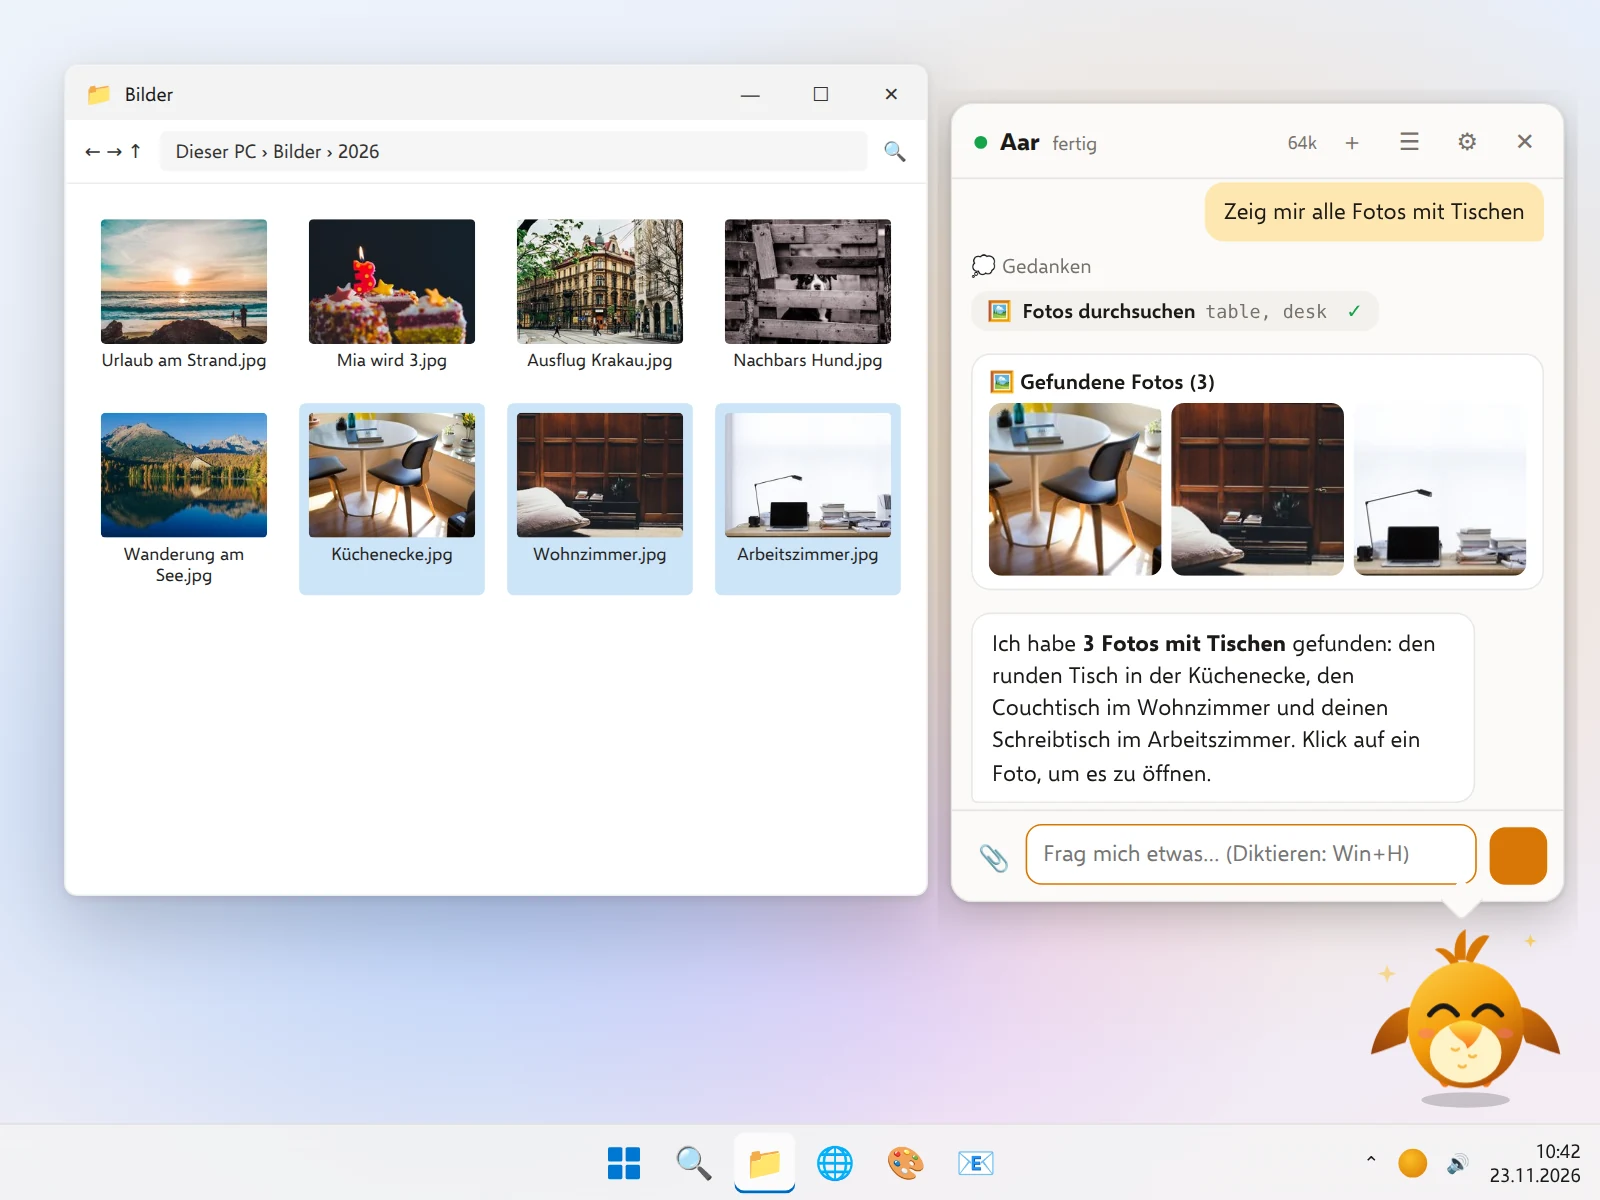 Bilder
Dieser PC › Bilder › 2026
Urlaub am Strand.jpg
Mia wird 3.jpg
Ausflug Krakau.jpg
Nachbars Hund.jpg
Wanderung am
See.jpg
Küchenecke.jpg
Wohnzimmer.jpg
Arbeitszimmer.jpg
Aar fertig
64k
Zeig mir alle Fotos mit Tischen
Gedanken
Fotos durchsuchen table, desk ✓
Gefundene Fotos (3)
Ich habe 3 Fotos mit Tischen gefunden: den
runden Tisch in der Küchenecke, den
Couchtisch im Wohnzimmer und deinen
Schreibtisch im Arbeitszimmer. Klick auf ein
Foto, um es zu öffnen.
Frag mich etwas... (Diktieren: Win+H)
10:42
23.11.2026